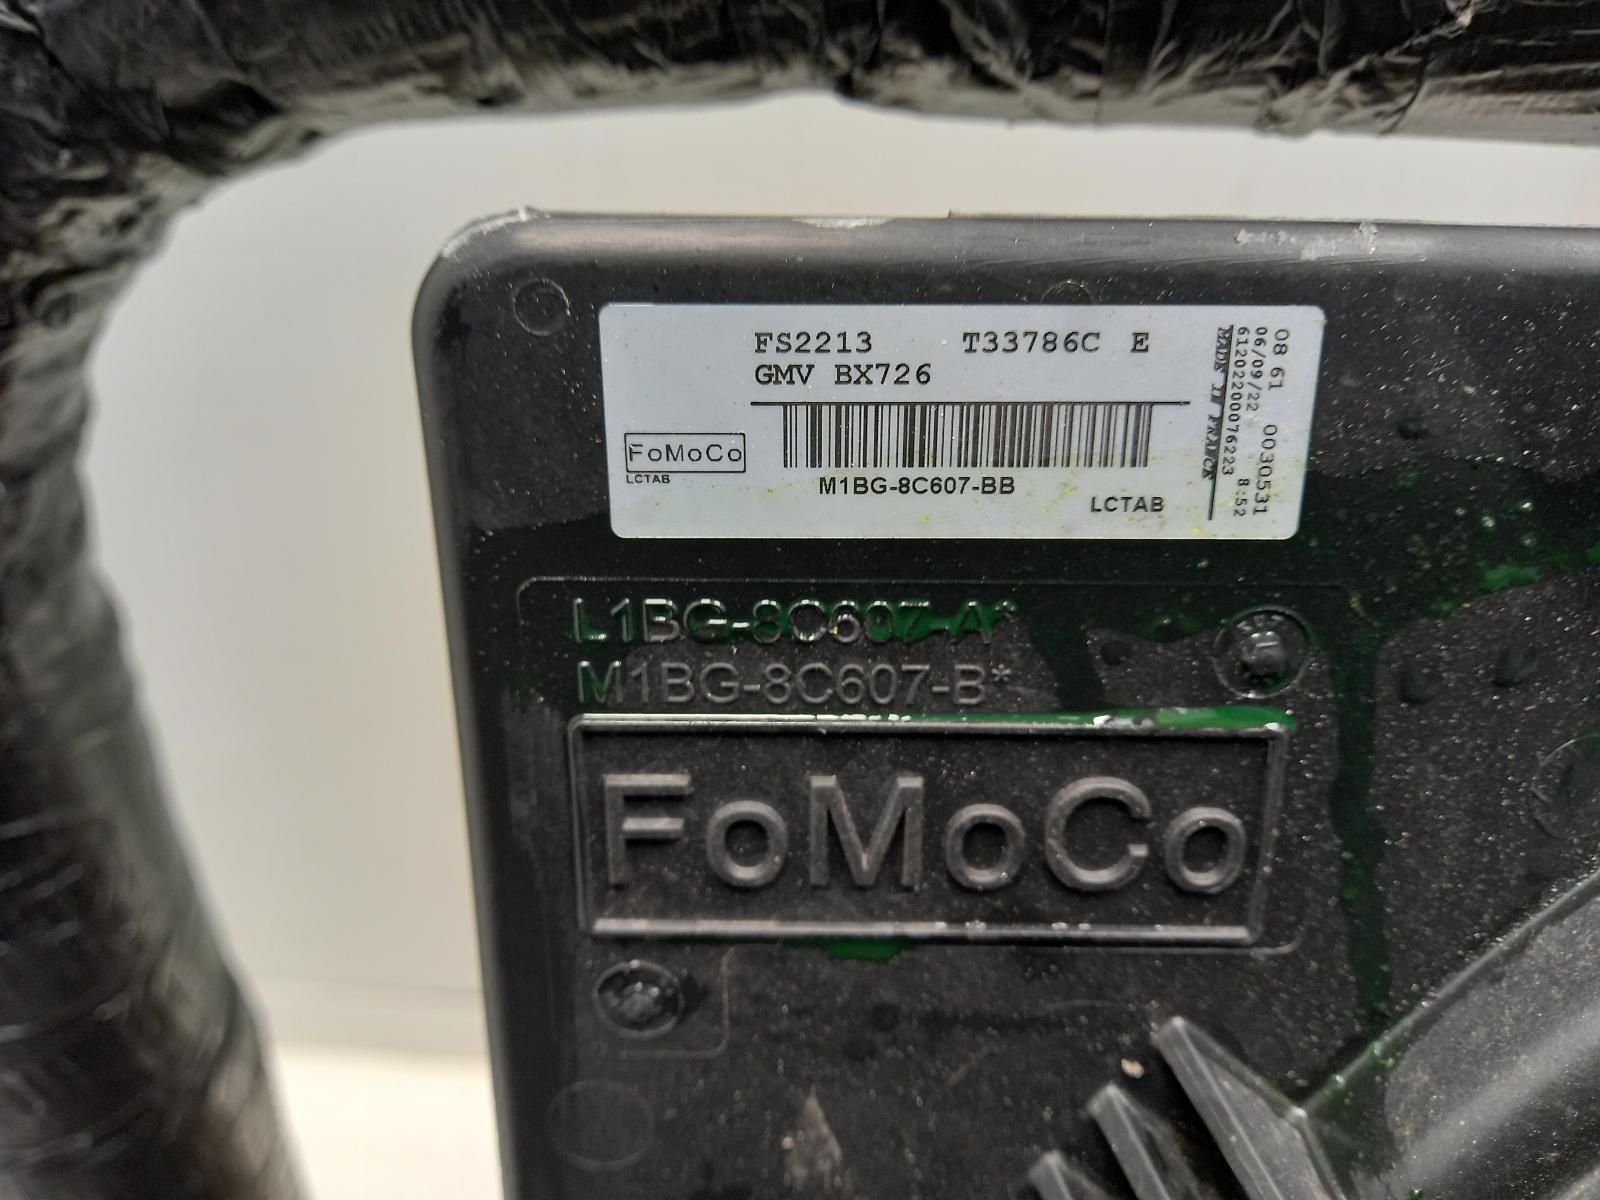 FS2213 T33786C E
GMV BX726
FoMoCo
LCTAB
M1BG-8C607-BB
LCTAB
08 61 0030531
06/09/22
6120220076223 8:52
MADE IN FRANCE
L1BG-8C607-A*
M1BG-8C607-B*
FoMoCo